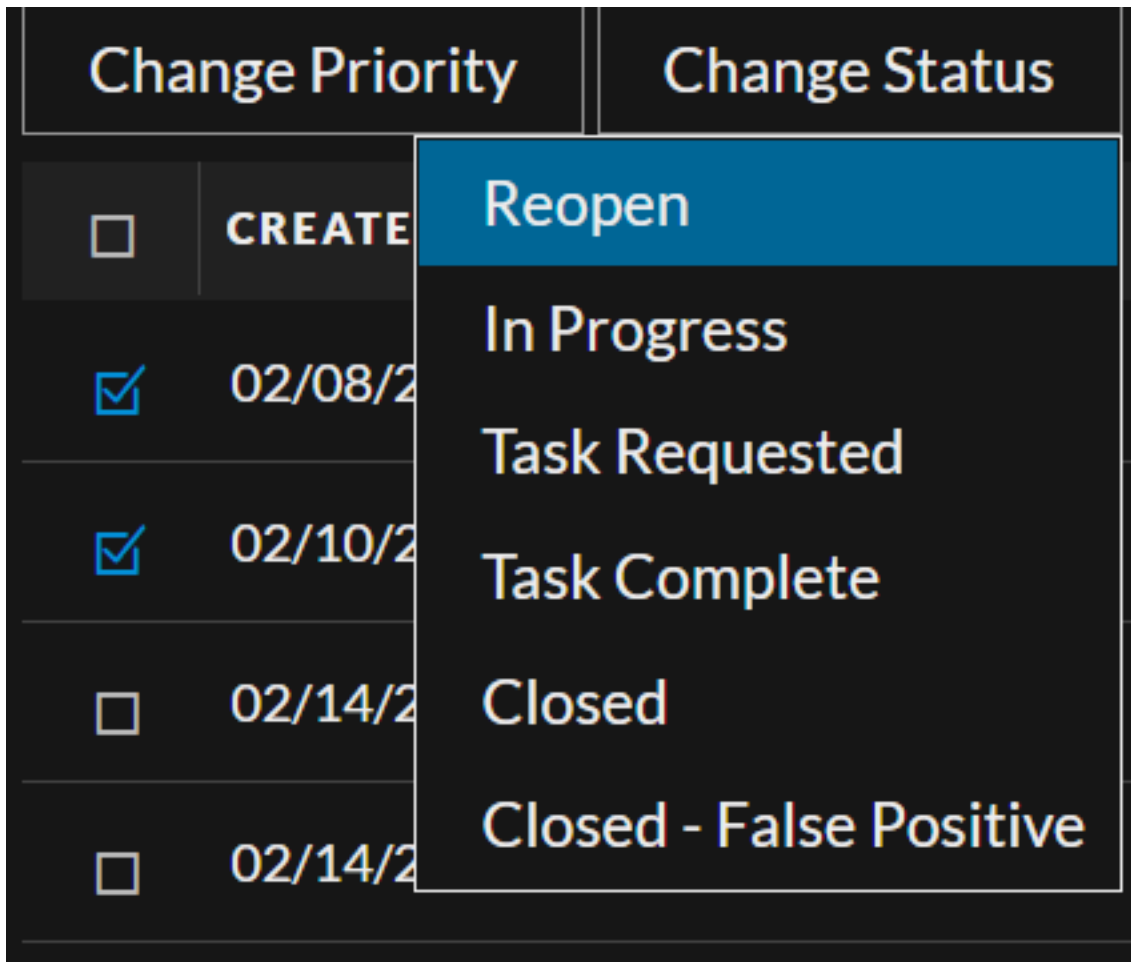 Change Priority
Change Status
Reopen
CREATE
In Progress
02/08/2
Task Requested
02/10/2
Task Complete
02/14/2
Closed
Closed - False Positive
02/14/2